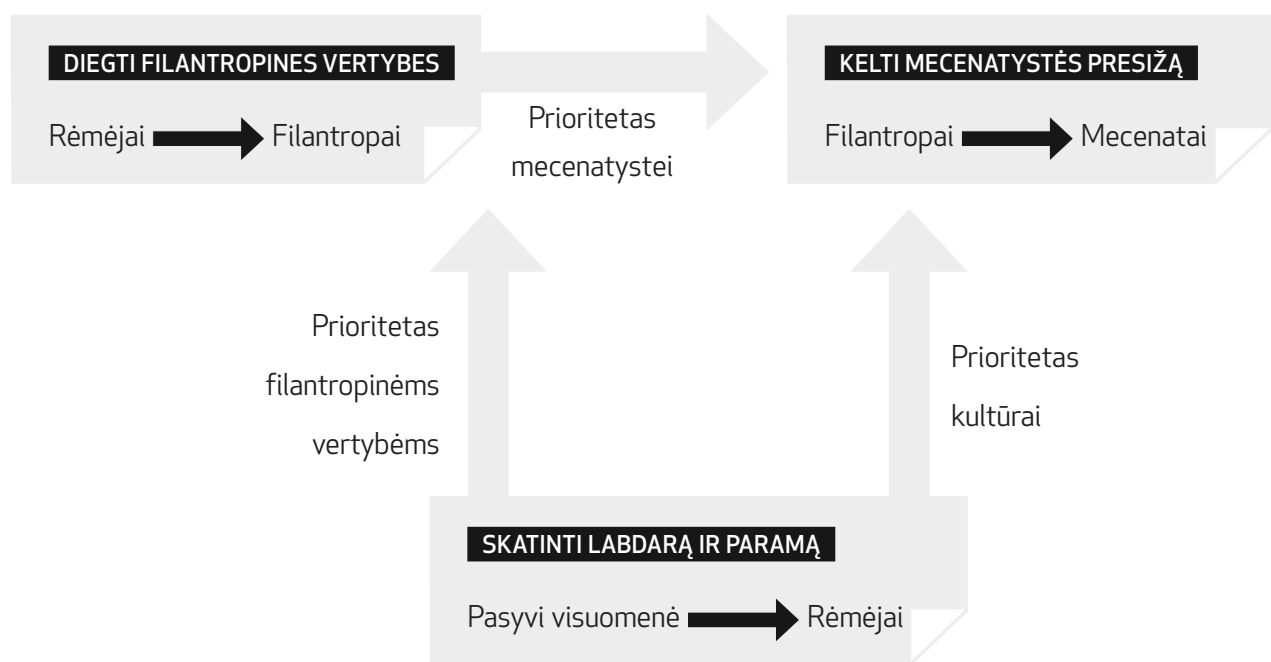 DIEGTI FILANTROPINES VERTYBES
Rėmėjai Filantropai
Prioritetas
mecenatystei
KELTI MECENATYSTĖS PRESIŽĄ
Filantropai Mecenatai
Prioritetas
filantropinėms
vertybėms
Prioritetas
kultūrai
SKATINTI LABDARĄ IR PARAMĄ
Pasyvi visuomenė Rėmėjai